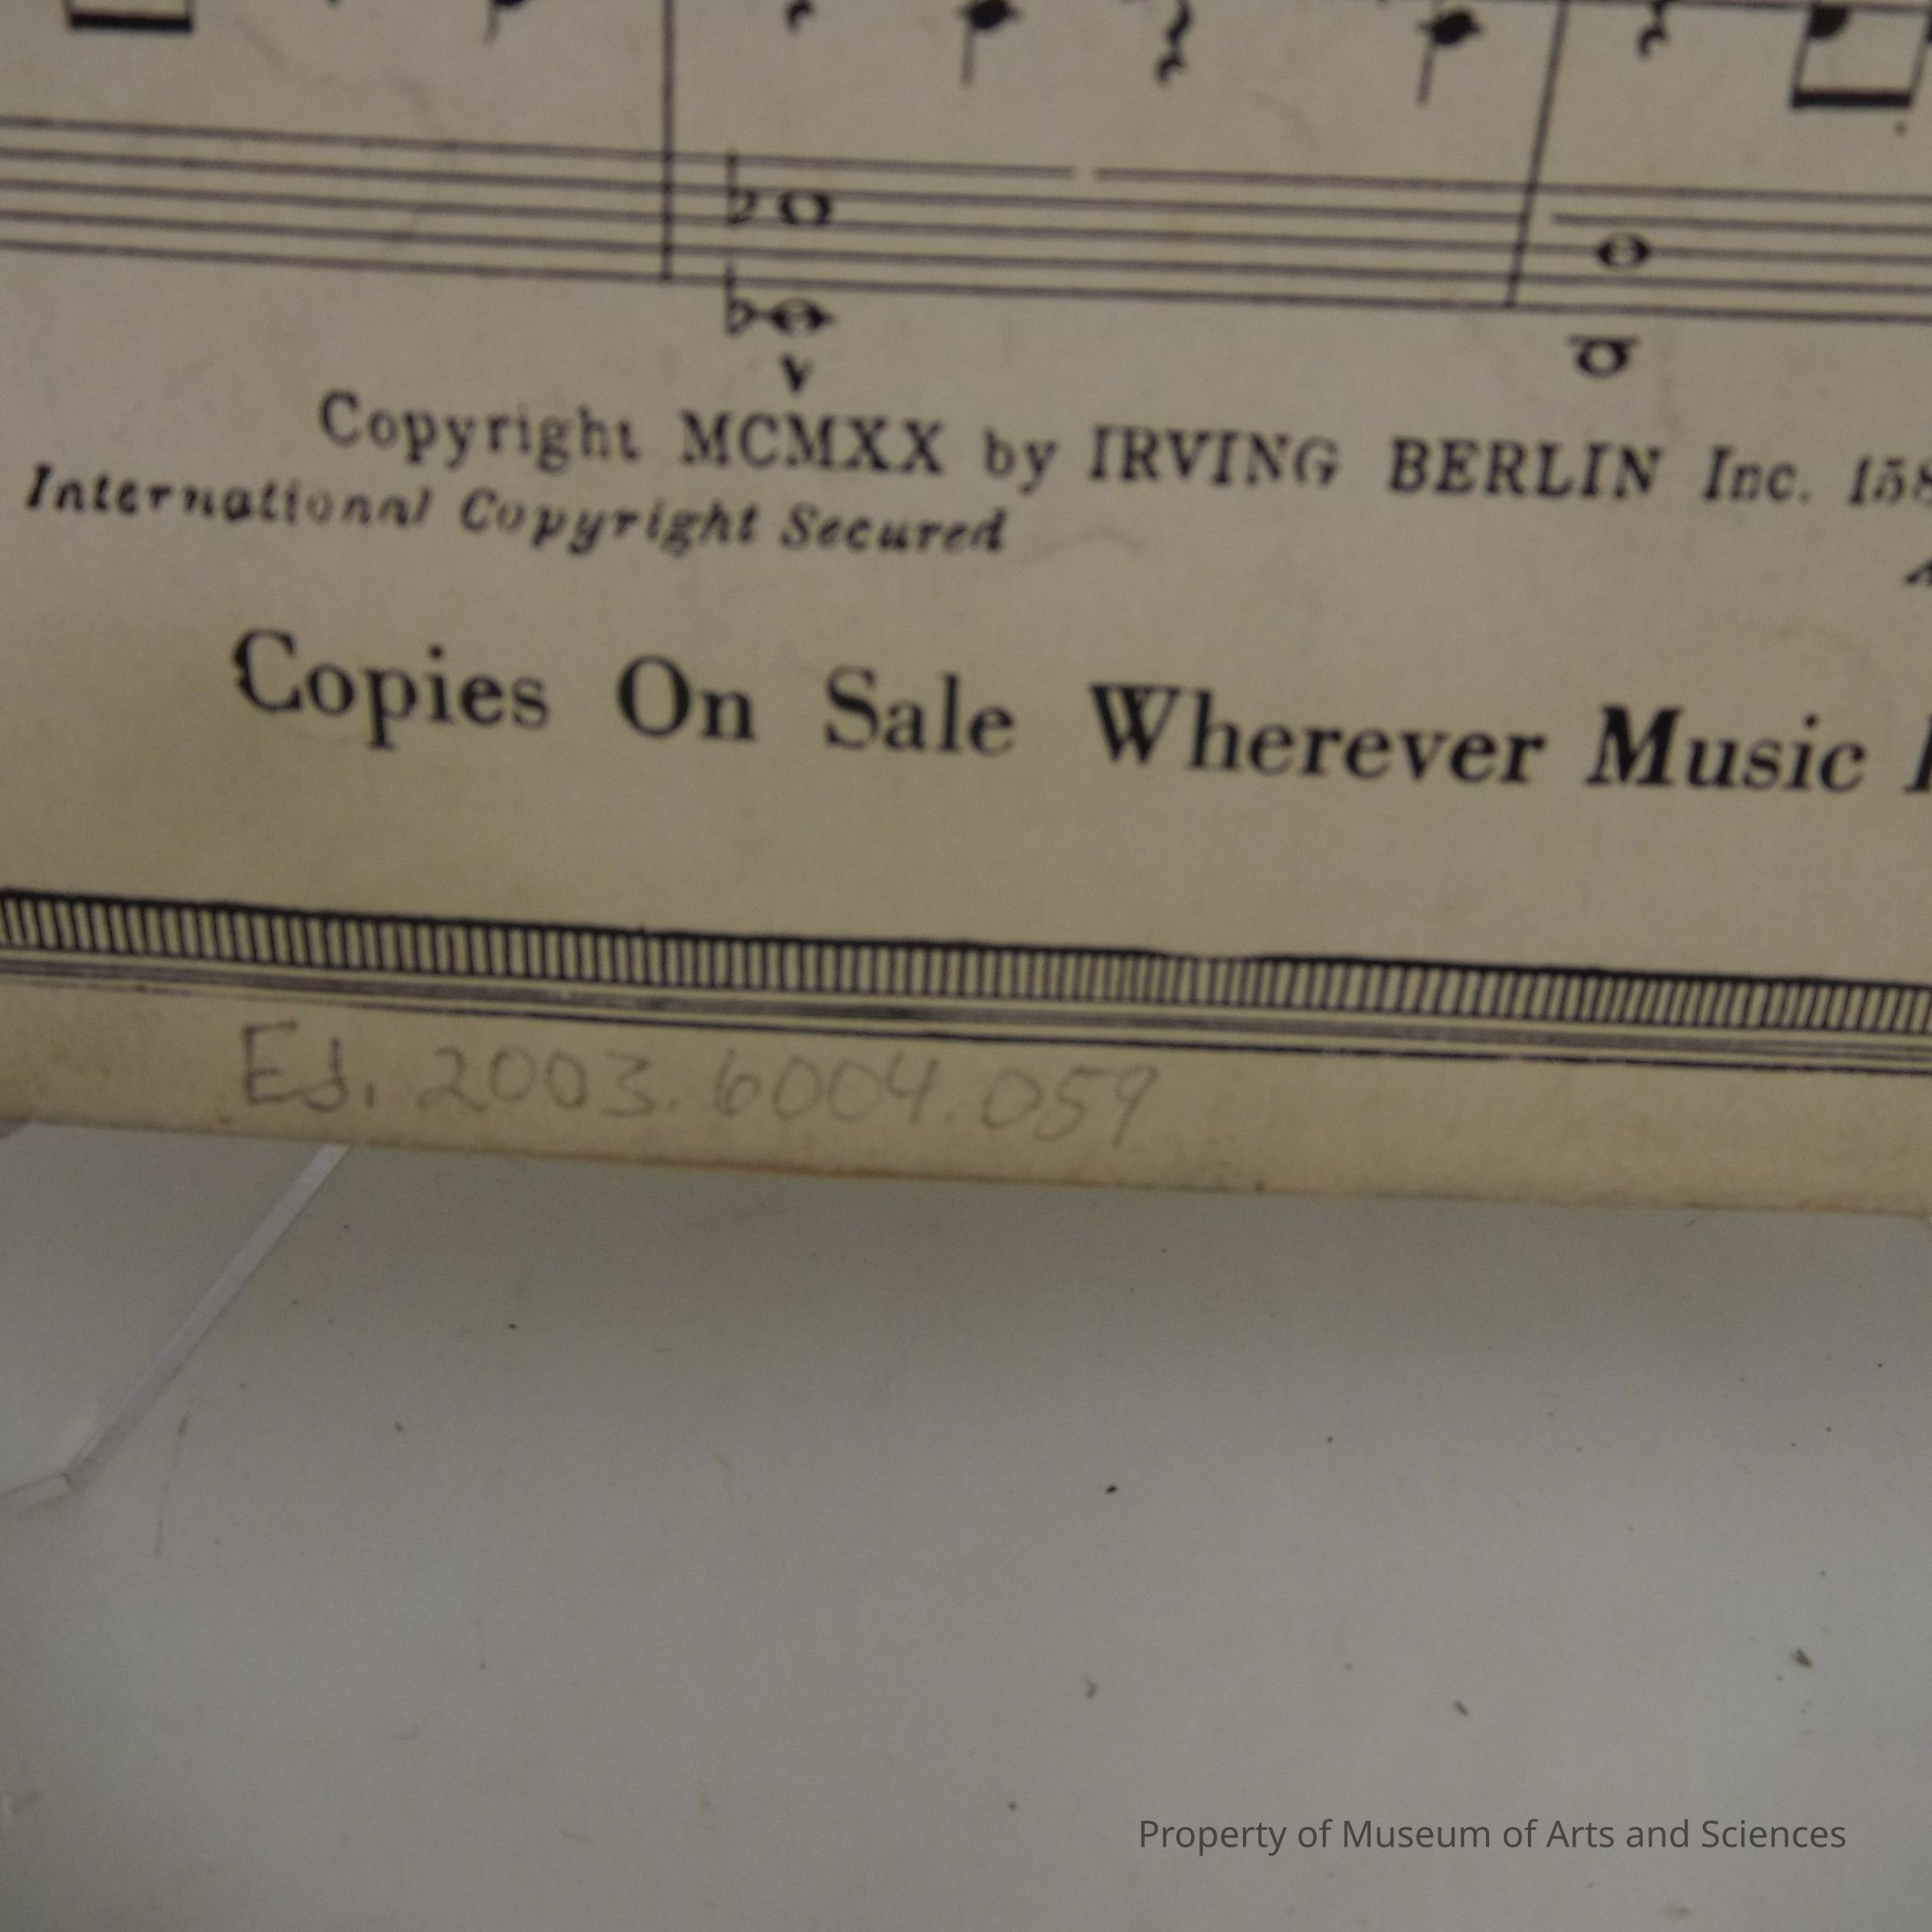 Copyright MCMXX by IRVING BERLIN Inc.
International Copyright Secured
Copies On Sale Wherever Music
Ed. 2003.6004.059
Property of Museum of Arts and Sciences